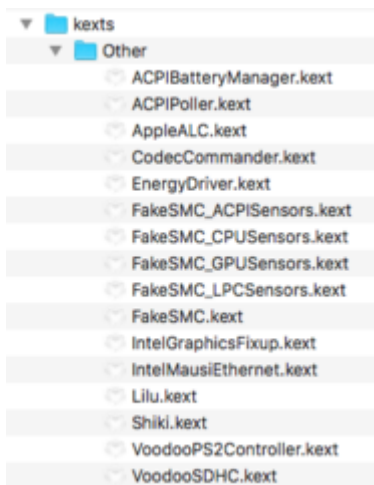 kexts
Other
ACPIBatteryManager.kext
ACPIPoller.kext
AppleALC.kext
CodecCommander.kext
EnergyDriver.kext
FakeSMC_ACPISensors.kext
FakeSMC_CPUSensors.kext
FakeSMC_GPUSensors.kext
FakeSMC_LPCSensors.kext
FakeSMC.kext
IntelGraphicsFixup.kext
IntelMausiEthernet.kext
Lilu.kext
Shiki.kext
VoodooPS2Controller.kext
VoodooSDHC.kext